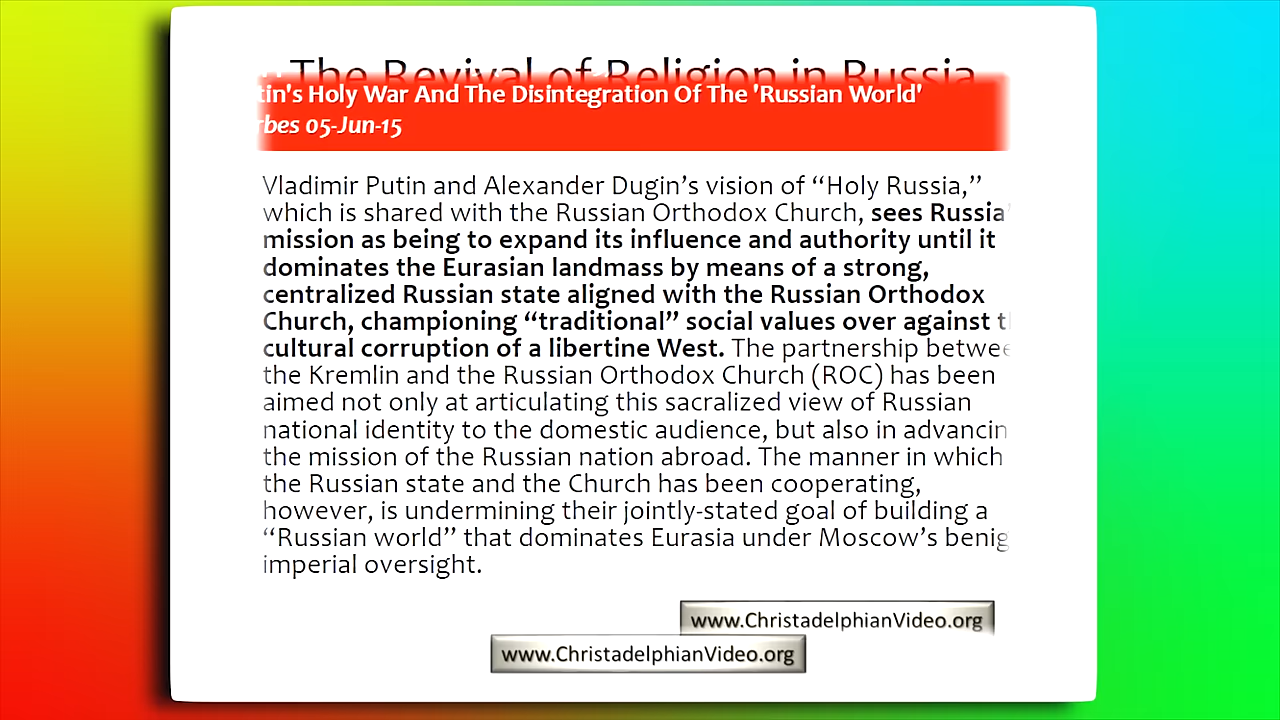 The Revival of Religion in Russia
tin's Holy War And The Disintegration Of The 'Russian World'
rbes 05-Jun-15
Vladimir Putin and Alexander Dugin’s vision of “Holy Russia,”
which is shared with the Russian Orthodox Church, sees Russia’
mission as being to expand its influence and authority until it
dominates the Eurasian landmass by means of a strong,
centralized Russian state aligned with the Russian Orthodox
Church, championing “traditional” social values over against t
cultural corruption of a libertine West. The partnership betwee
the Kremlin and the Russian Orthodox Church (ROC) has been
aimed not only at articulating this sacralized view of Russian
national identity to the domestic audience, but also in advancin
the mission of the Russian nation abroad. The manner in which
the Russian state and the Church has been cooperating,
however, is undermining their jointly-stated goal of building a
“Russian world” that dominates Eurasia under Moscow’s benig
imperial oversight.
www.ChristadelphianVideo.org
www.ChristadelphianVideo.org